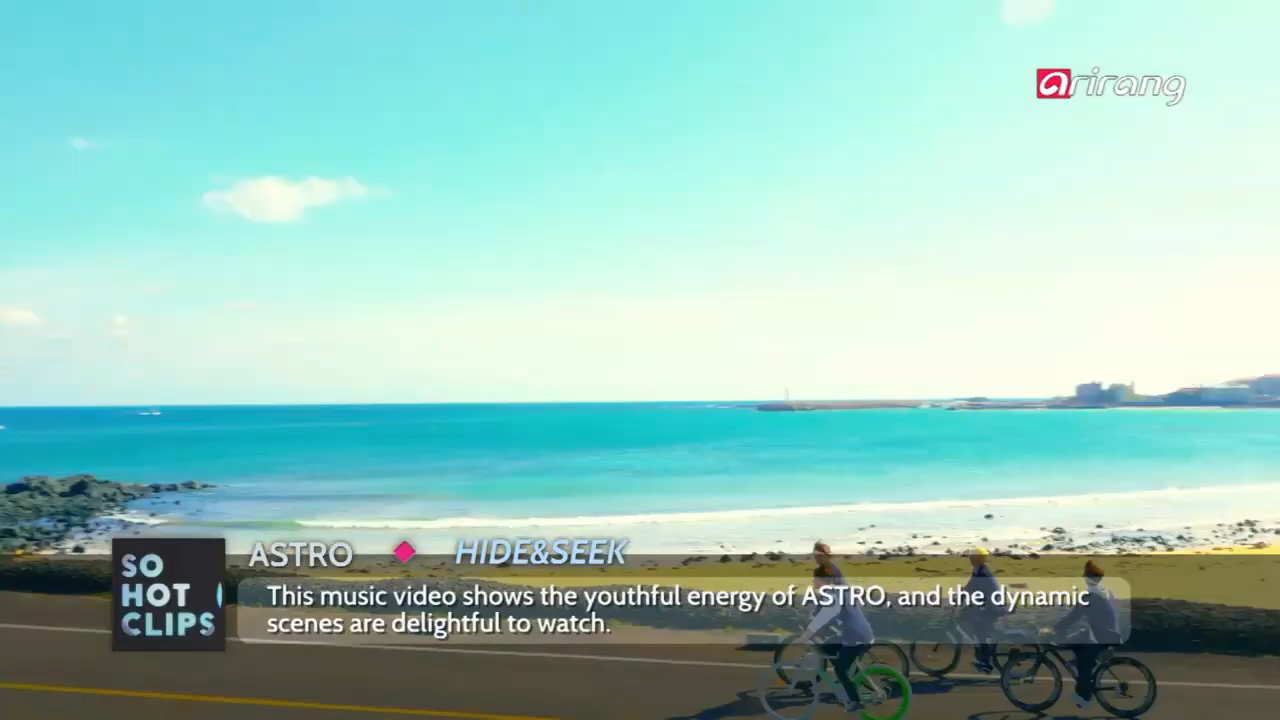 arirang
ASTRO ◆ HIDE&SEEK
SO
HOT
CLIPS
This music video shows the youthful energy of ASTRO, and the dynamic
scenes are delightful to watch.